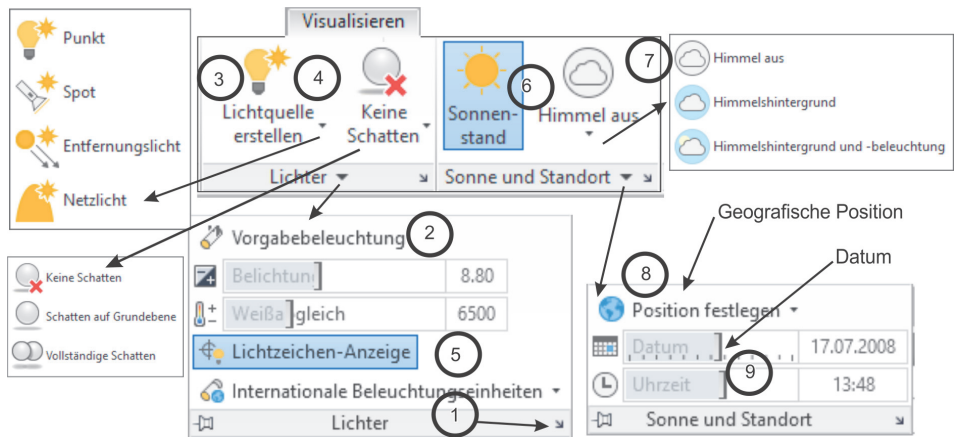 Visualisieren
Punkt
Spot
Entfernungslicht
Netzlicht
3
4
Lichtquelle
erstellen
Keine
Schatten
Lichter
Sonnen-
stand
6
Himmel aus
Sonne und Standort
7
Himmel aus
Himmelshintergrund
Himmelshintergrund und -beleuchtung
Keine Schatten
Schatten auf Grundebene
Vollständige Schatten
Vorgabebeleuchtung
2
Belichtung 8.80
Weißa gleich 6500
Lichtzeichen-Anzeige
5
Internationale Beleuchtungseinheiten
Lichter
1
Geografische Position
Datum
8
Position festlegen
Datum 17.07.2008
Uhrzeit 13:48
9
Sonne und Standort